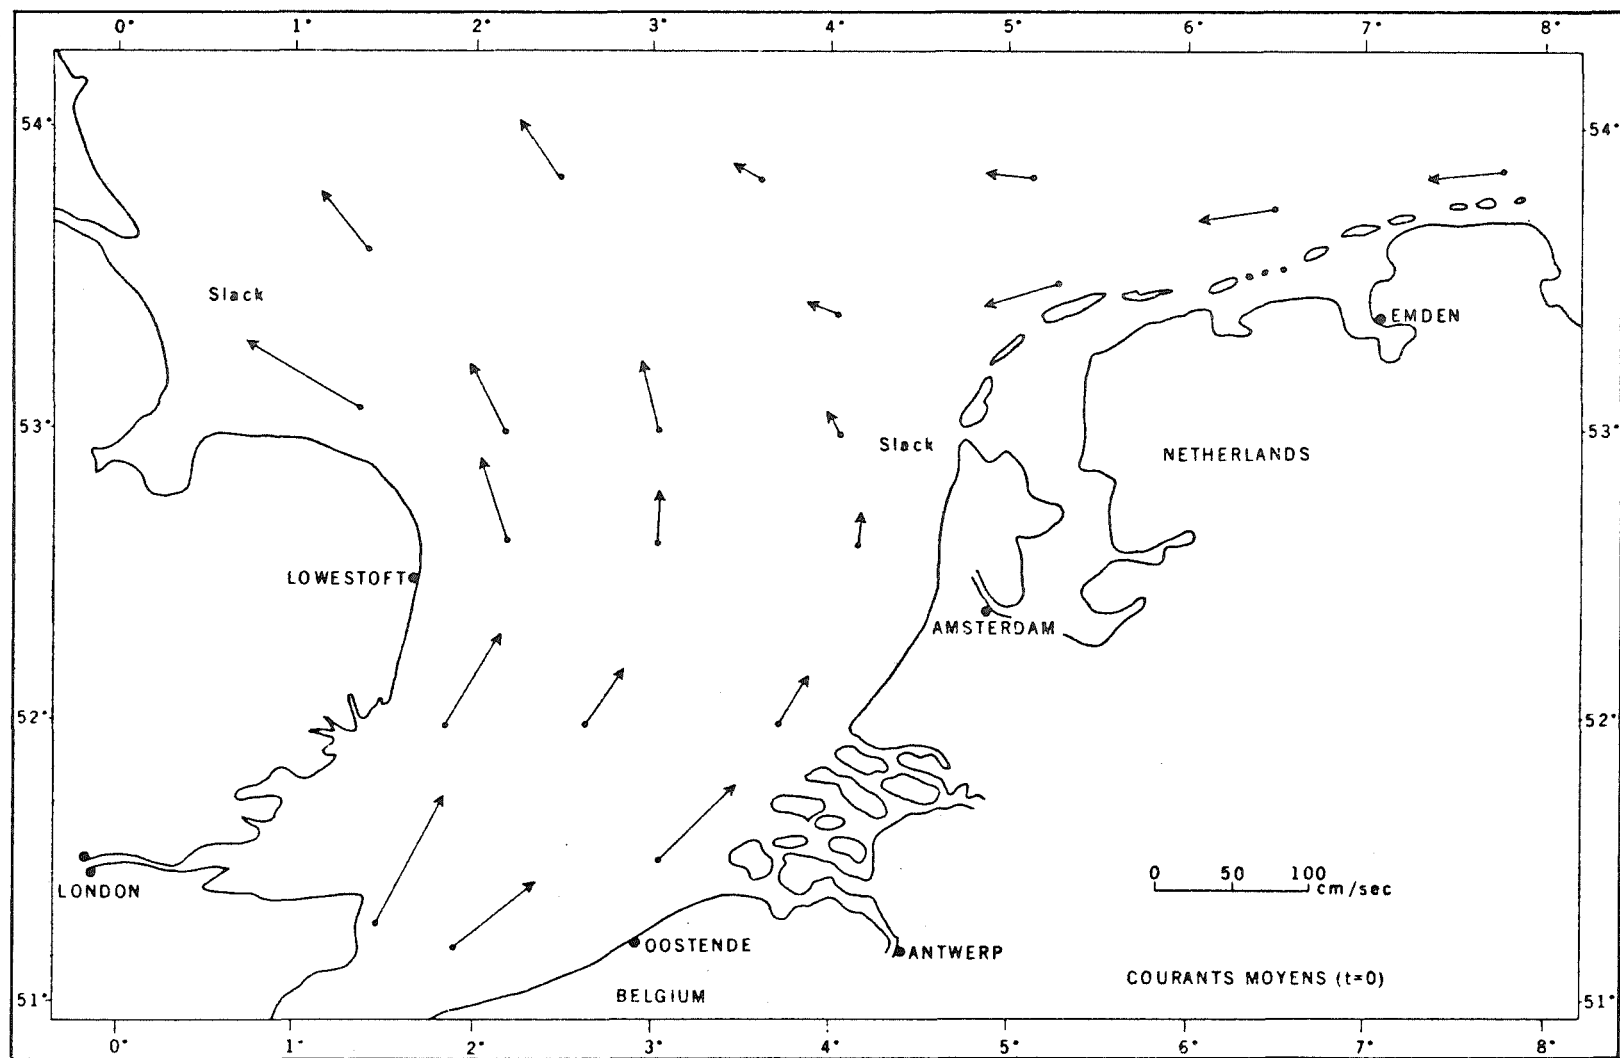 0° 1° 2° 3° 4° 5° 6° 7° 8°
54° 54°
Slack
EMDEN
53° 53°
Slack
NETHERLANDS
LOWESTOFT
AMSTERDAM
52° 52°
0 50 100
cm/sec
LONDON
OOSTENDE
ANTWERP
COURANTS MOYENS (t=0)
BELGIUM
51° 51°
0° 1° 2° 3° 4° 5° 6° 7° 8°